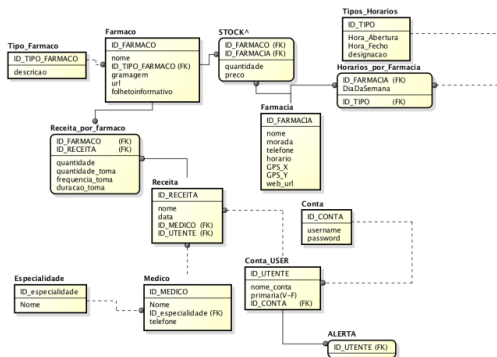 Tipos_Horarios
ID_TIPO
Hora_Abertura
Hora_Fecho
designacao
Farmaco
ID_FARMACO
nome
ID_TIPO_FARMACO (FK)
gramagem
url
folhetoinformativo
STOCK^
ID_FARMACO (FK)
ID_FARMACIA (FK)
quantidade
preco
Tipo_Farmaco
ID_TIPO_FARMACO
descricao
Horarios_por_Farmacia
ID_FARMACIA (FK)
DiaDaSemana
ID_TIPO (FK)
Farmacia
ID_FARMACIA
nome
morada
telefone
horario
GPS_X
GPS_Y
web_url
Receita_por_farmaco
ID_FARMACO (FK)
ID_RECEITA (FK)
quantidade
quantidade_toma
frequencia_toma
duracao_toma
Receita
ID_RECEITA
nome
data
ID_MEDICO (FK)
ID_UTENTE (FK)
Conta
ID_CONTA
username
password
Especialidade
ID_especialidade
Nome
Medico
ID_MEDICO
Nome
ID_especialidade (FK)
telefone
Conta_USER
ID_UTENTE
nome_conta
primaria(V-F)
ID_CONTA (FK)
ALERTA
ID_UTENTE (FK)